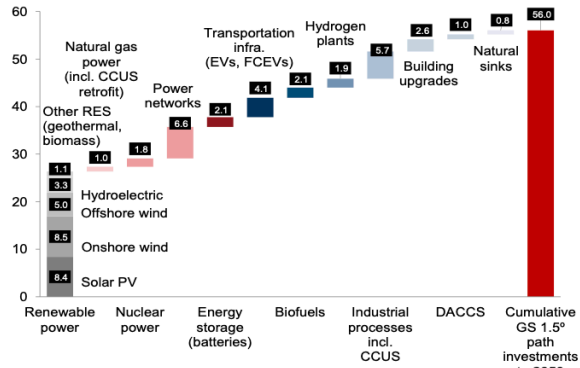 60
50
40
30
20
10
0
Natural gas
power
(incl. CCUS
retrofit)
Other RES
(geothermal,
biomass)
Power
networks
Transportation
infra.
(EVs, FCEVs)
Hydrogen
plants
Building
upgrades
Natural
sinks
1.1
3.3
5.0
8.5
8.4
Hydroelectric
Offshore wind
Onshore wind
Solar PV
1.0
1.8
6.6
2.1
4.1
2.1
1.9
5.7
2.6
1.0
0.8
56.0
Renewable
power
Nuclear
power
Energy
storage
(batteries)
Biofuels
Industrial
processes
incl.
CCUS
DACCS
Cumulative
GS 1.5º
path
investments